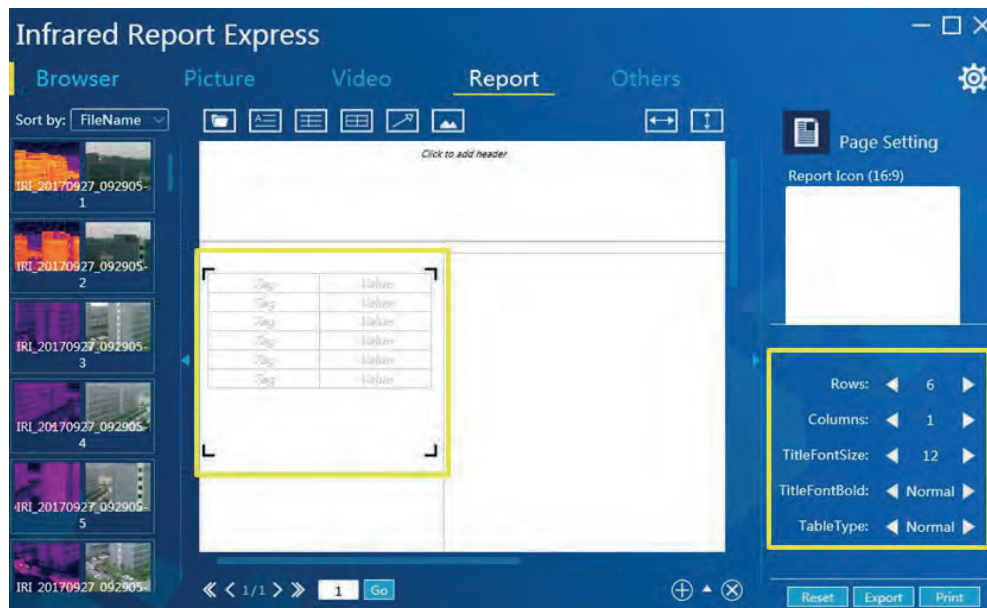 Infrared Report Express
Browser Picture Video Report Others
Sort by: FileName
IRI_20170927_092905-
1
IRI_20170927_092905-
2
IRI_20170927_092905-
3
IRI_20170927_092905-
4
IRI_20170927_092905-
5
IRI_20170927_092905-
Click to add header
Tag Value
Tag Value
Tag Value
Tag Value
Tag Value
Tag Value
1/1 1 Go
Page Setting
Report Icon (16:9)
Rows: 6
Columns: 1
TitleFontSize: 12
TitleFontBold: Normal
TableType: Normal
Reset Export Print